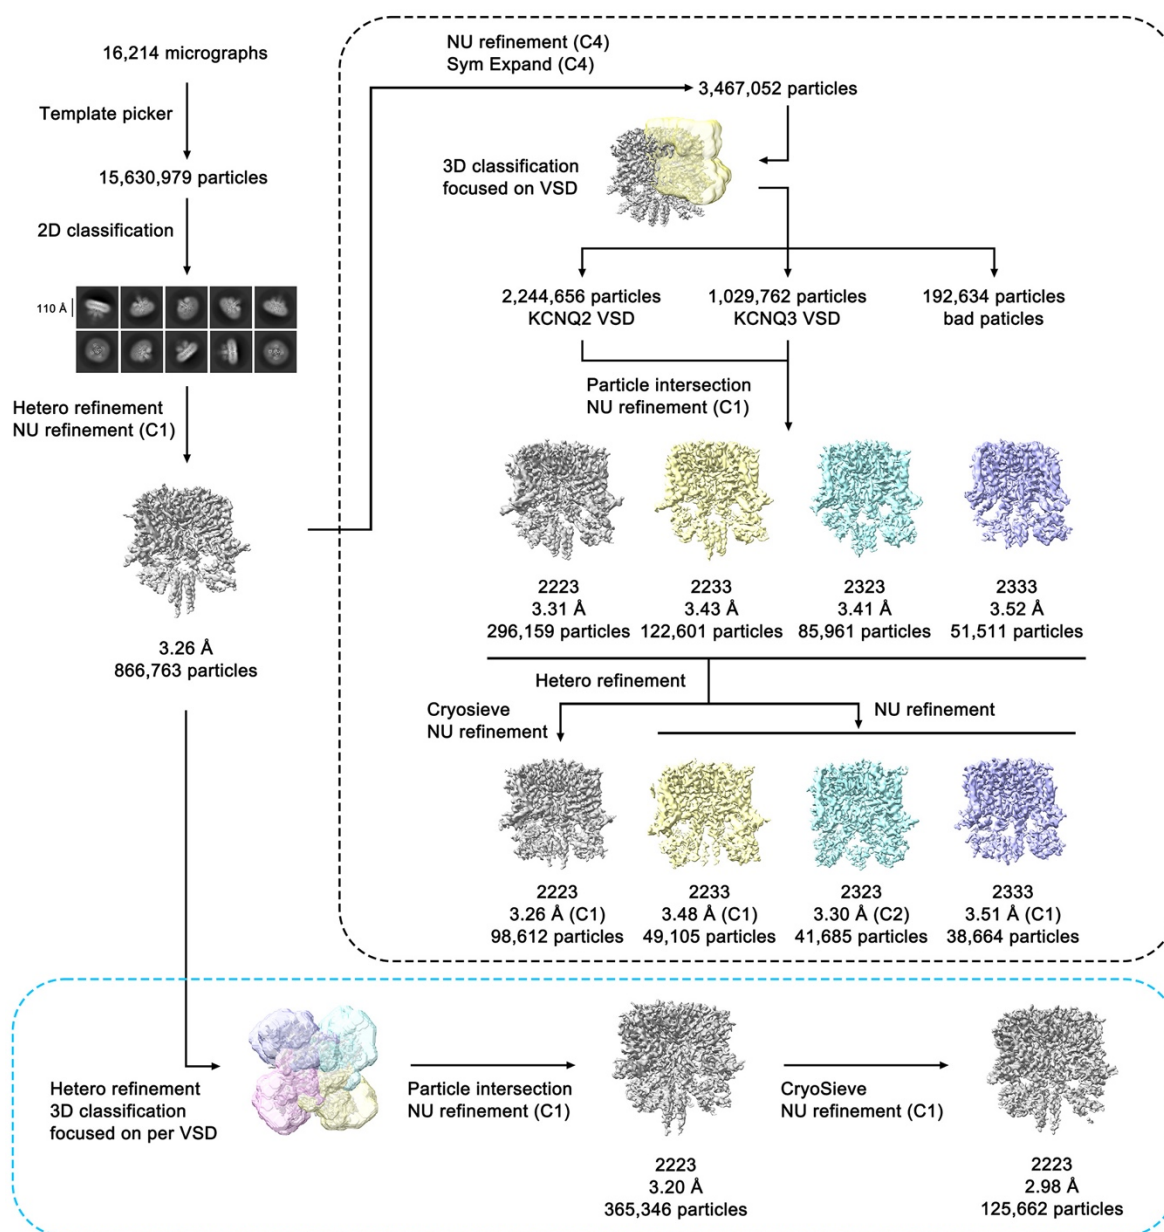 16,214 micrographs
Template picker
15,630,979 particles
2D classification
110 Å
Hetero refinement
NU refinement (C1)
3.26 Å
866,763 particles
NU refinement (C4)
Sym Expand (C4)
3,467,052 particles
3D classification
focused on VSD
2,244,656 particles
KCNQ2 VSD
1,029,762 particles
KCNQ3 VSD
192,634 particles
bad paticles
Particle intersection
NU refinement (C1)
2223
3.31 Å
296,159 particles
2233
3.43 Å
122,601 particles
2323
3.41 Å
85,961 particles
2333
3.52 Å
51,511 particles
Hetero refinement
Cryosieve
NU refinement
NU refinement
2223
3.26 Å (C1)
98,612 particles
2233
3.48 Å (C1)
49,105 particles
2323
3.30 Å (C2)
41,685 particles
2333
3.51 Å (C1)
38,664 particles
Hetero refinement
3D classification
focused on per VSD
Particle intersection
NU refinement (C1)
2223
3.20 Å
365,346 particles
CryoSieve
NU refinement (C1)
2223
2.98 Å
125,662 particles